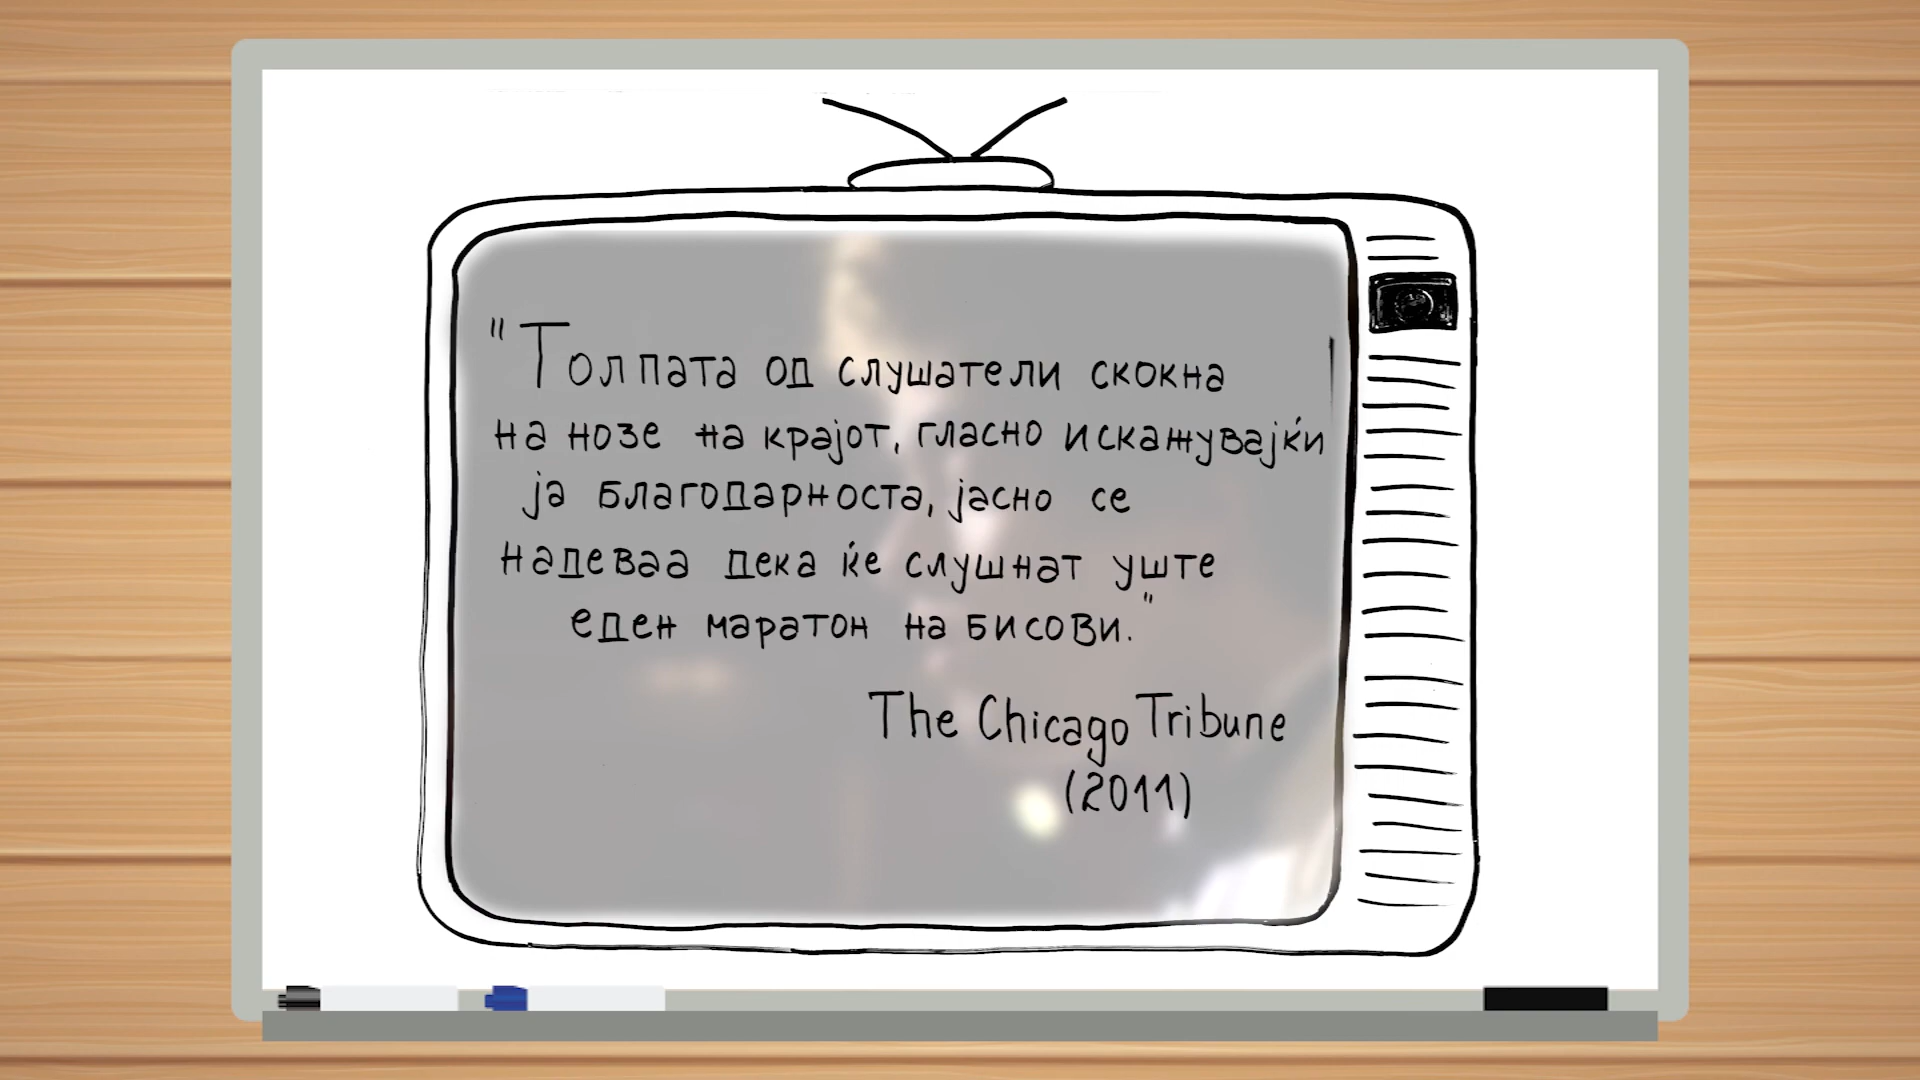 "Толпата од слушатели скокна
на нозе на крајот, гласно искажувајќи
ја благодарноста, јасно се
надеваа дека ќе слушнат уште
еден маратон на бисови."
The Chicago Tribune
(2011)